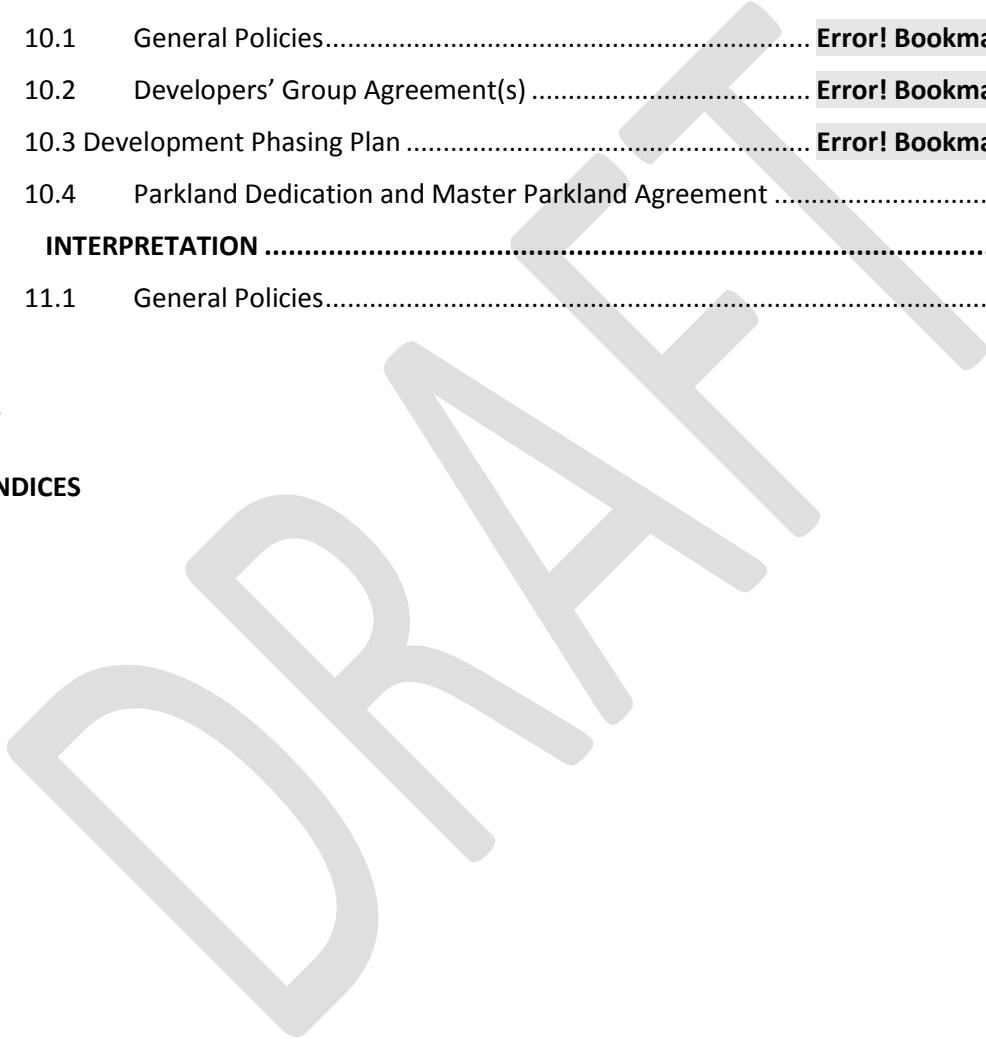 10.1 General Policies........................................................................ Error! Bookma
10.2 Developers’ Group Agreement(s) ......................................... Error! Bookma
10.3 Development Phasing Plan ............................................................ Error! Bookma
10.4 Parkland Dedication and Master Parkland Agreement ................................
INTERPRETATION ...........................................................................................................
11.1 General Policies..................................................................................................
NDICES
DRAFT